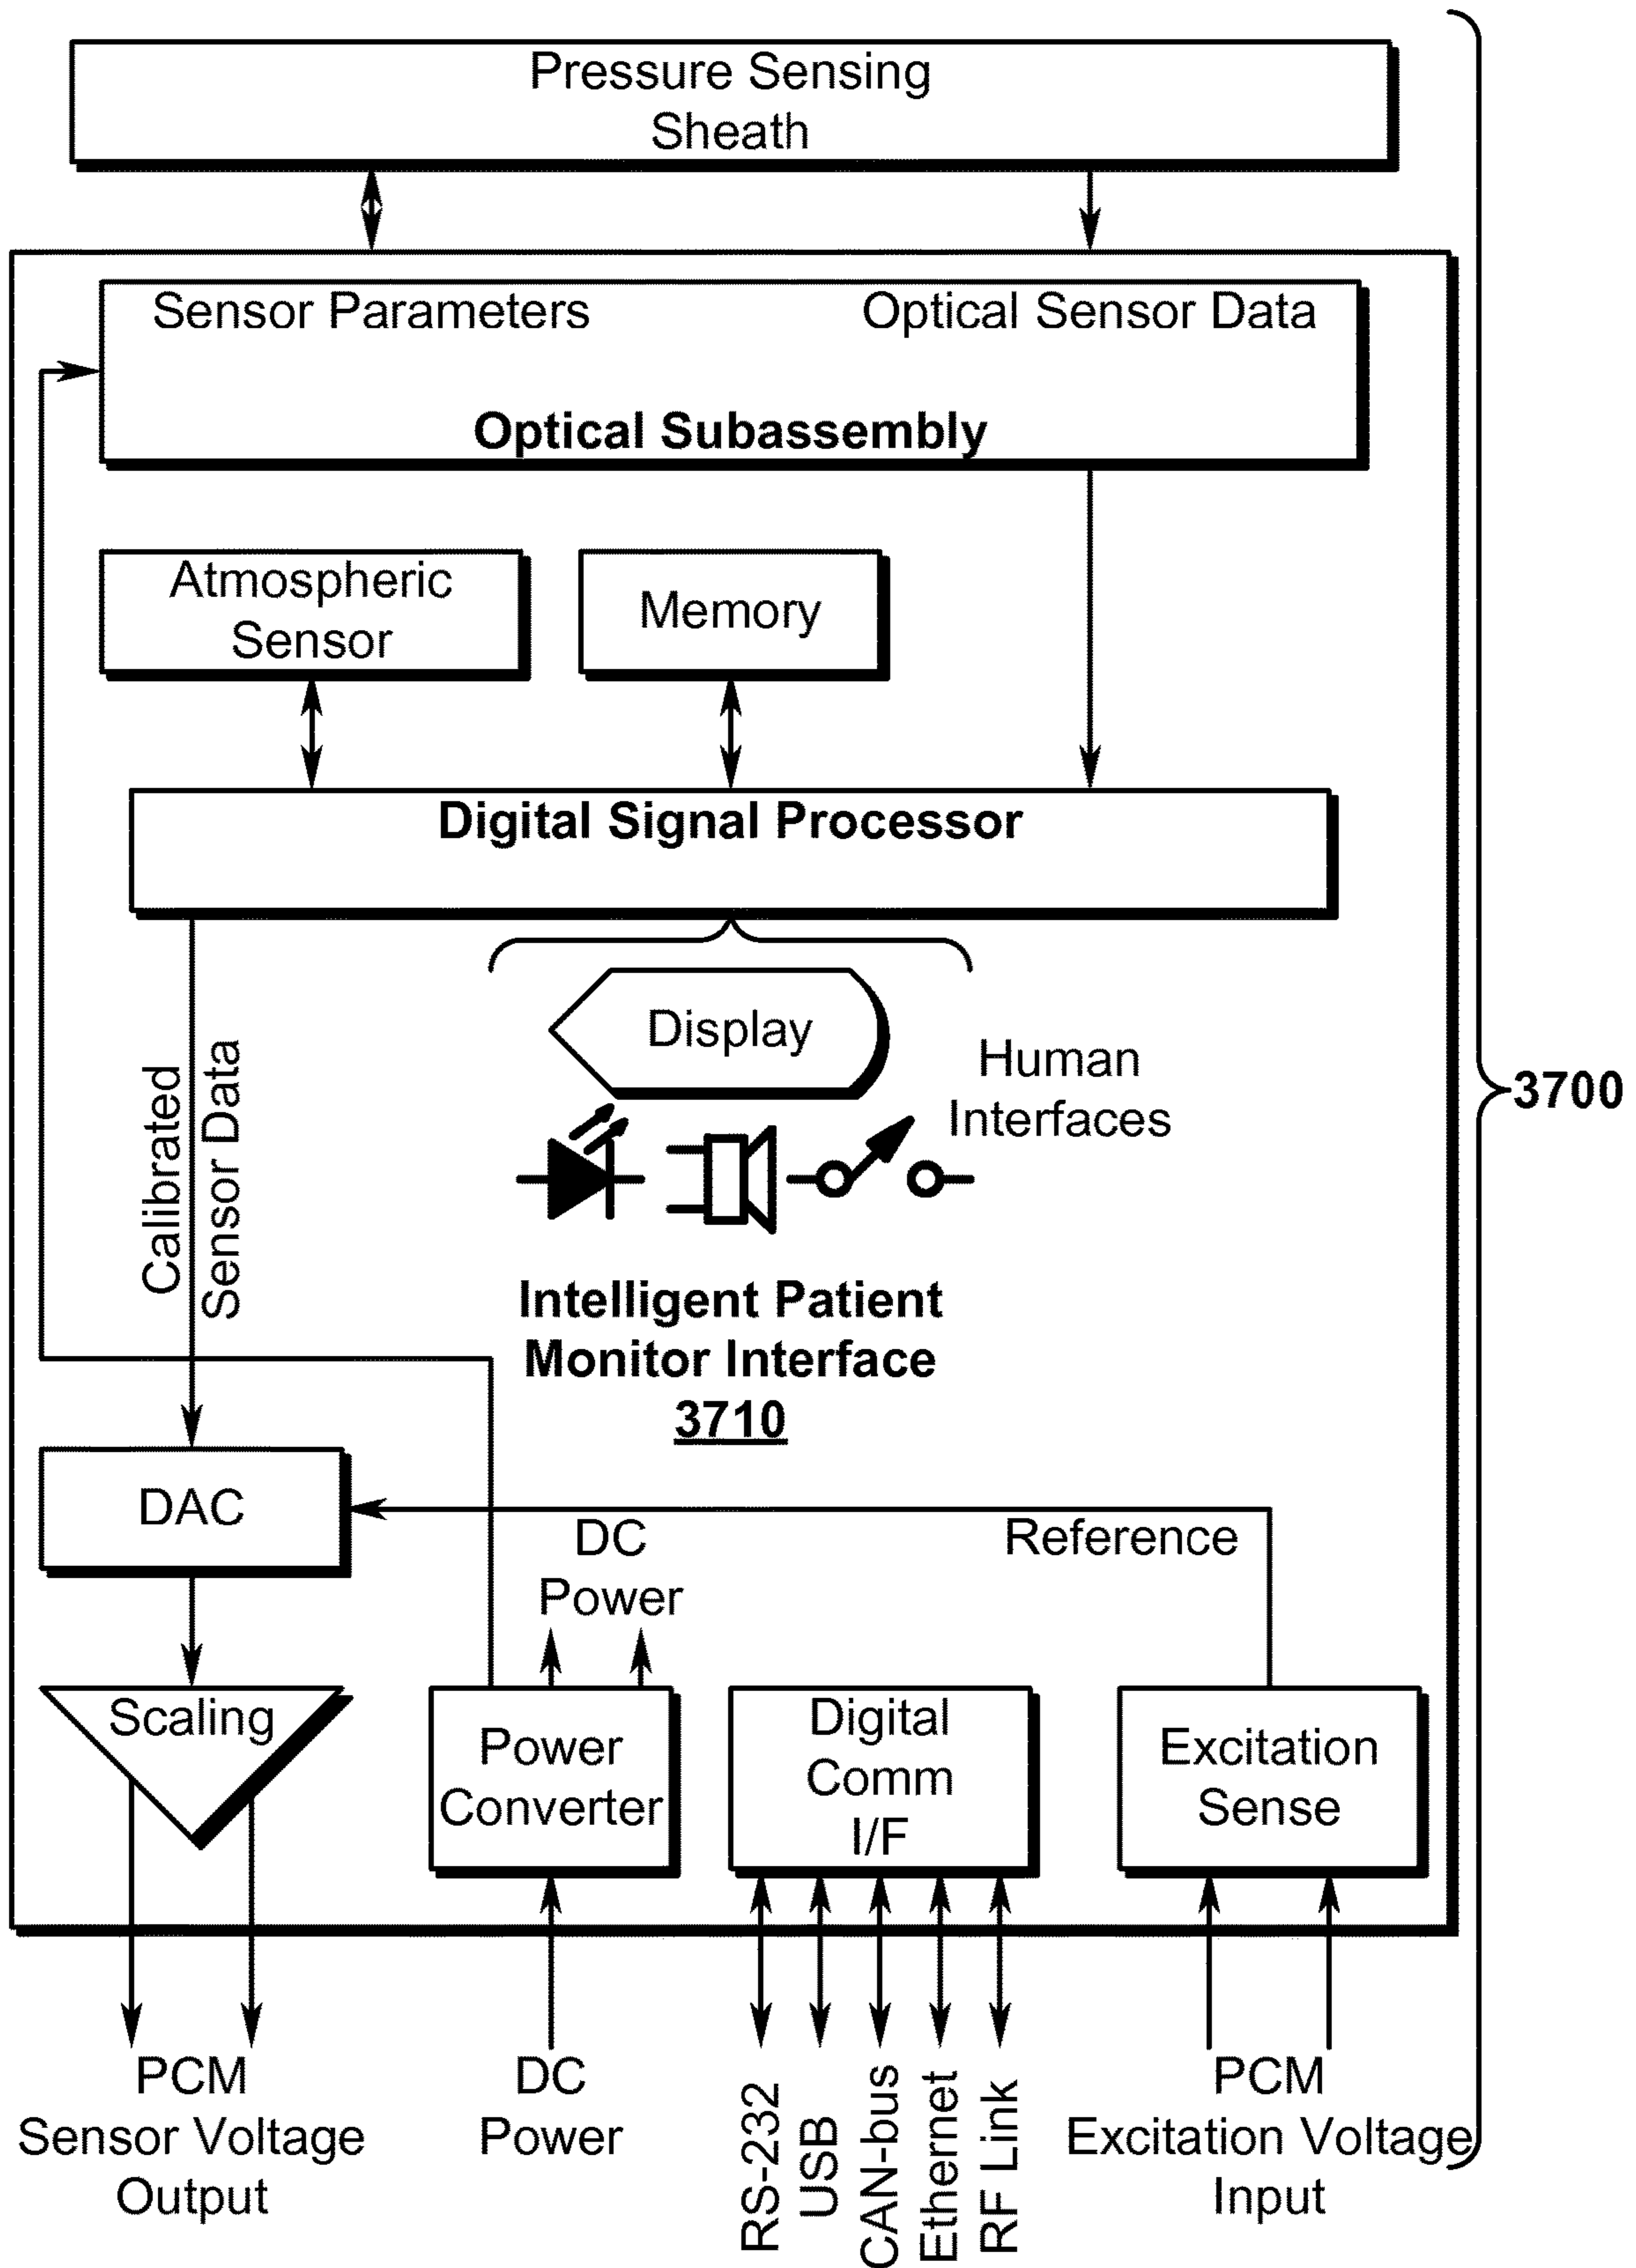 Pressure Sensing
Sheath
Sensor Parameters
Optical Sensor Data
Optical Subassembly
Atmospheric
Sensor
Memory
Digital Signal Processor
Display
Human
Interfaces
3700
Calibrated
Sensor Data
Intelligent Patient
Monitor Interface
3710
DAC
Reference
DC
Power
Scaling
Power
Converter
Digital
Comm
I/F
Excitation
Sense
PCM
Sensor Voltage
Output
DC
Power
RS-232
USB
CAN-bus
Ethernet
RF Link
PCM
Excitation Voltage
Input